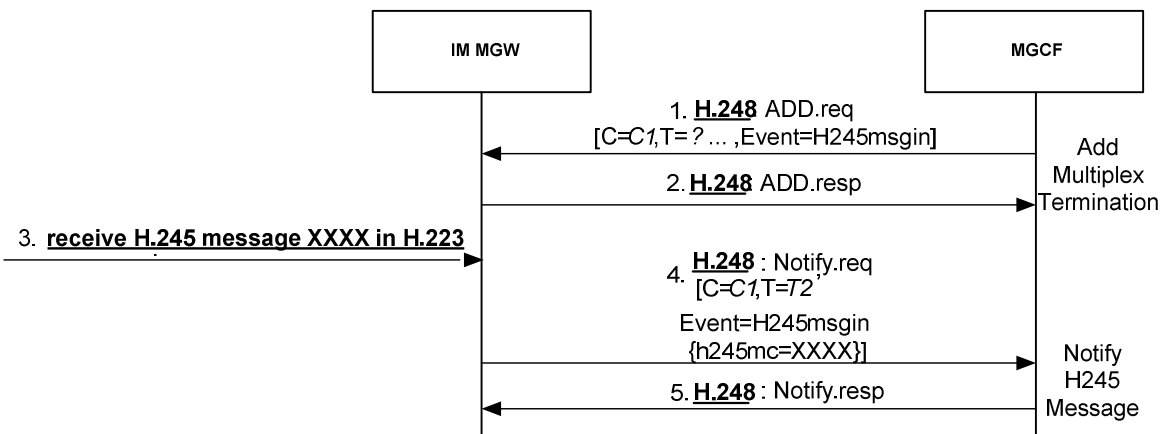 IM MGW
MGCF
1. H.248: ADD.req
[C=C1,T= ? ... ,Event=H245msgin]
Add
Multiplex
Termination
2. H.248: ADD.resp
3. receive H.245 message XXXX in H.223
4. H.248 : Notify.req
[C=C1,T=T2,
Event=H245msgin
{h245mc=XXXX}]
Notify
H245
Message
5. H.248 : Notify.resp